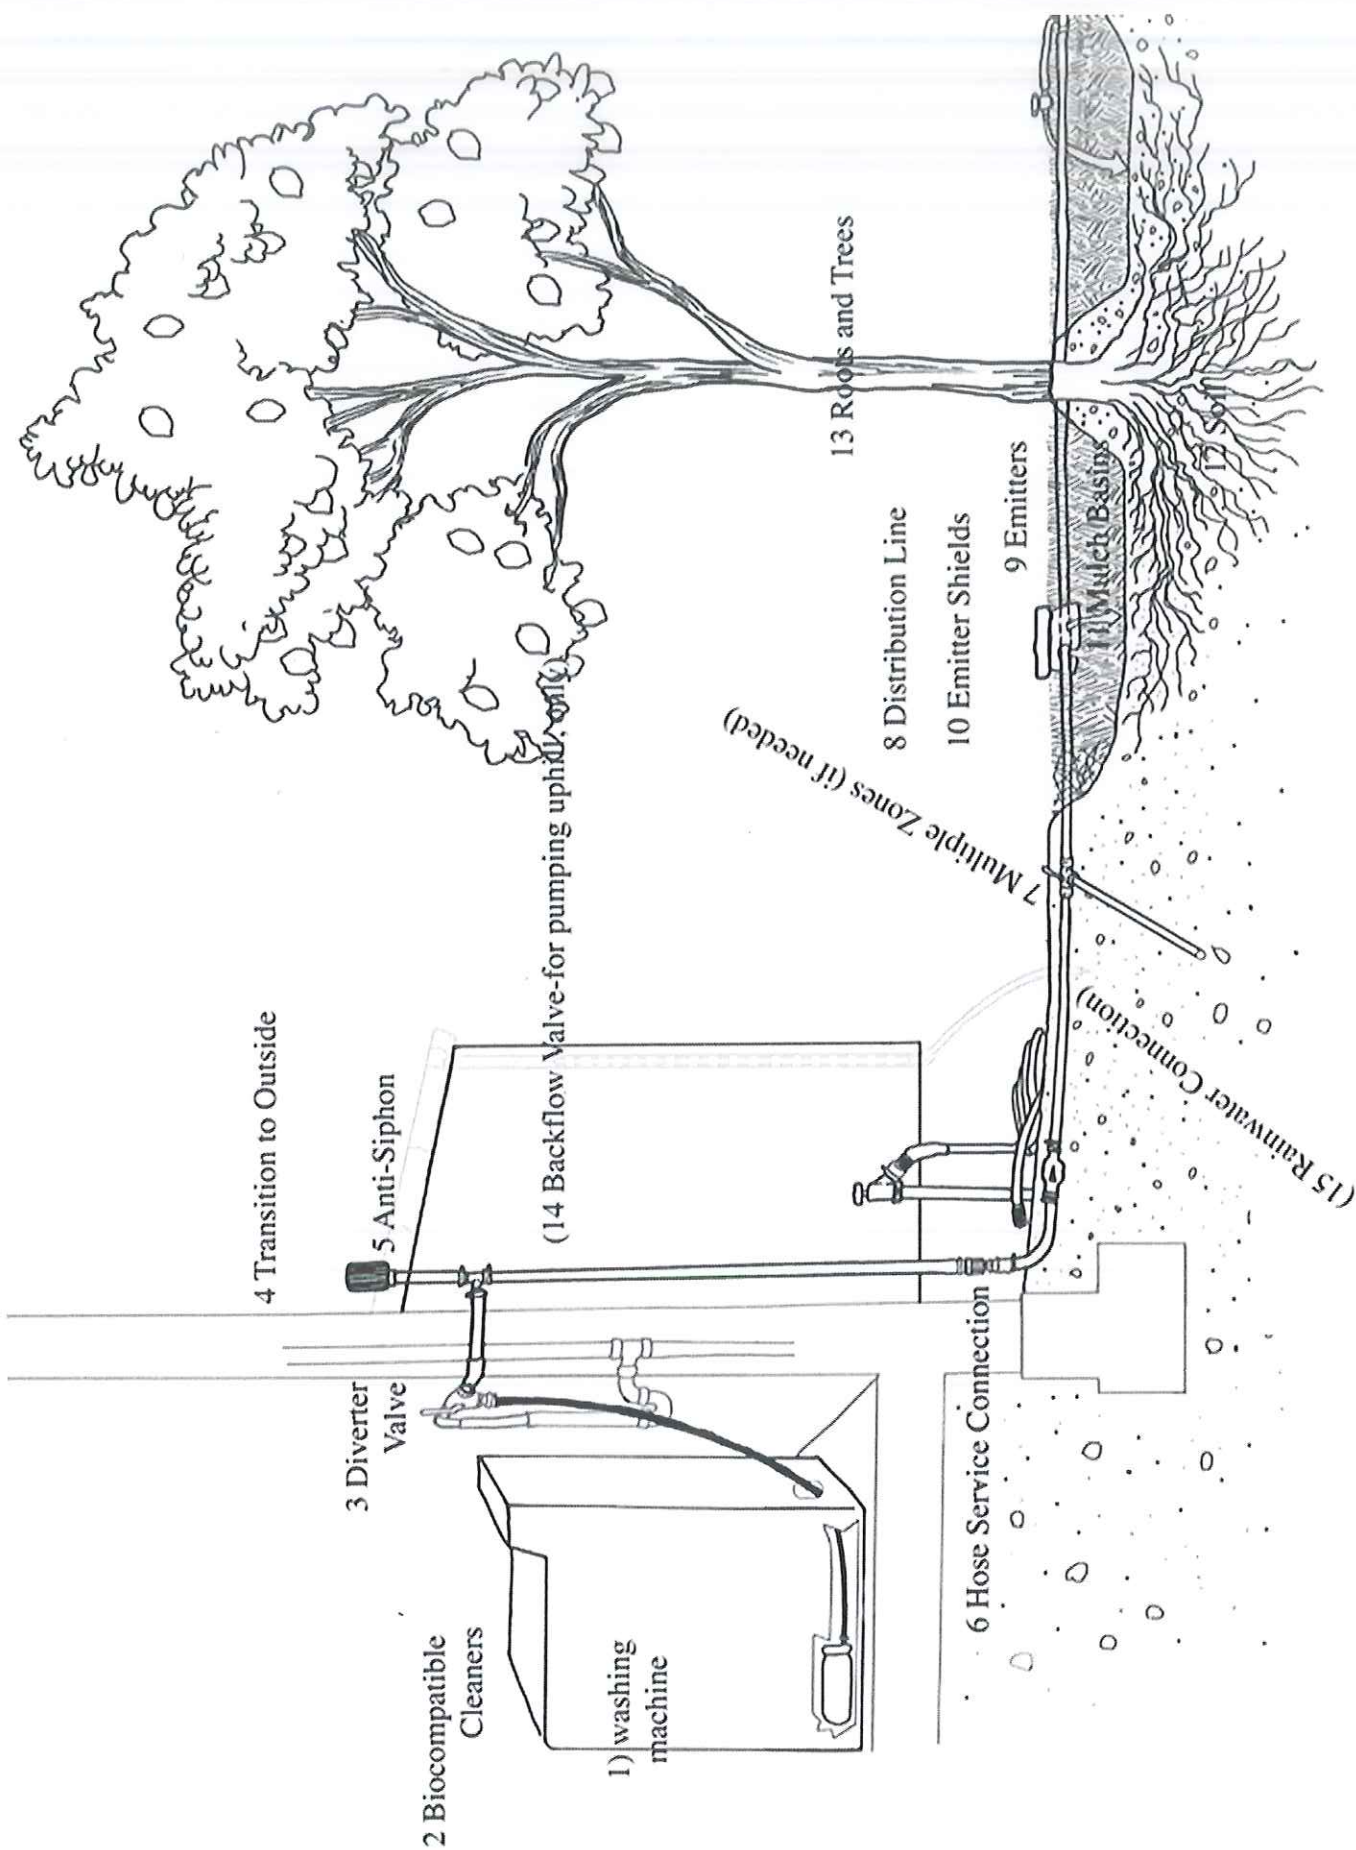 4 Transition to Outside
3 Diverter
Valve
5 Anti-Siphon
2 Biocompatible
Cleaners
(14 Backflow Valve-for pumping uphill, only)
1) washing
machine
13 Roots and Trees
8 Distribution Line
10 Emitter Shields
9 Emitters
7 Multiple Zones (if needed)
6 Hose Service Connection
11 Mulch Basins
12 Soil
(15 Rainwater Connection)